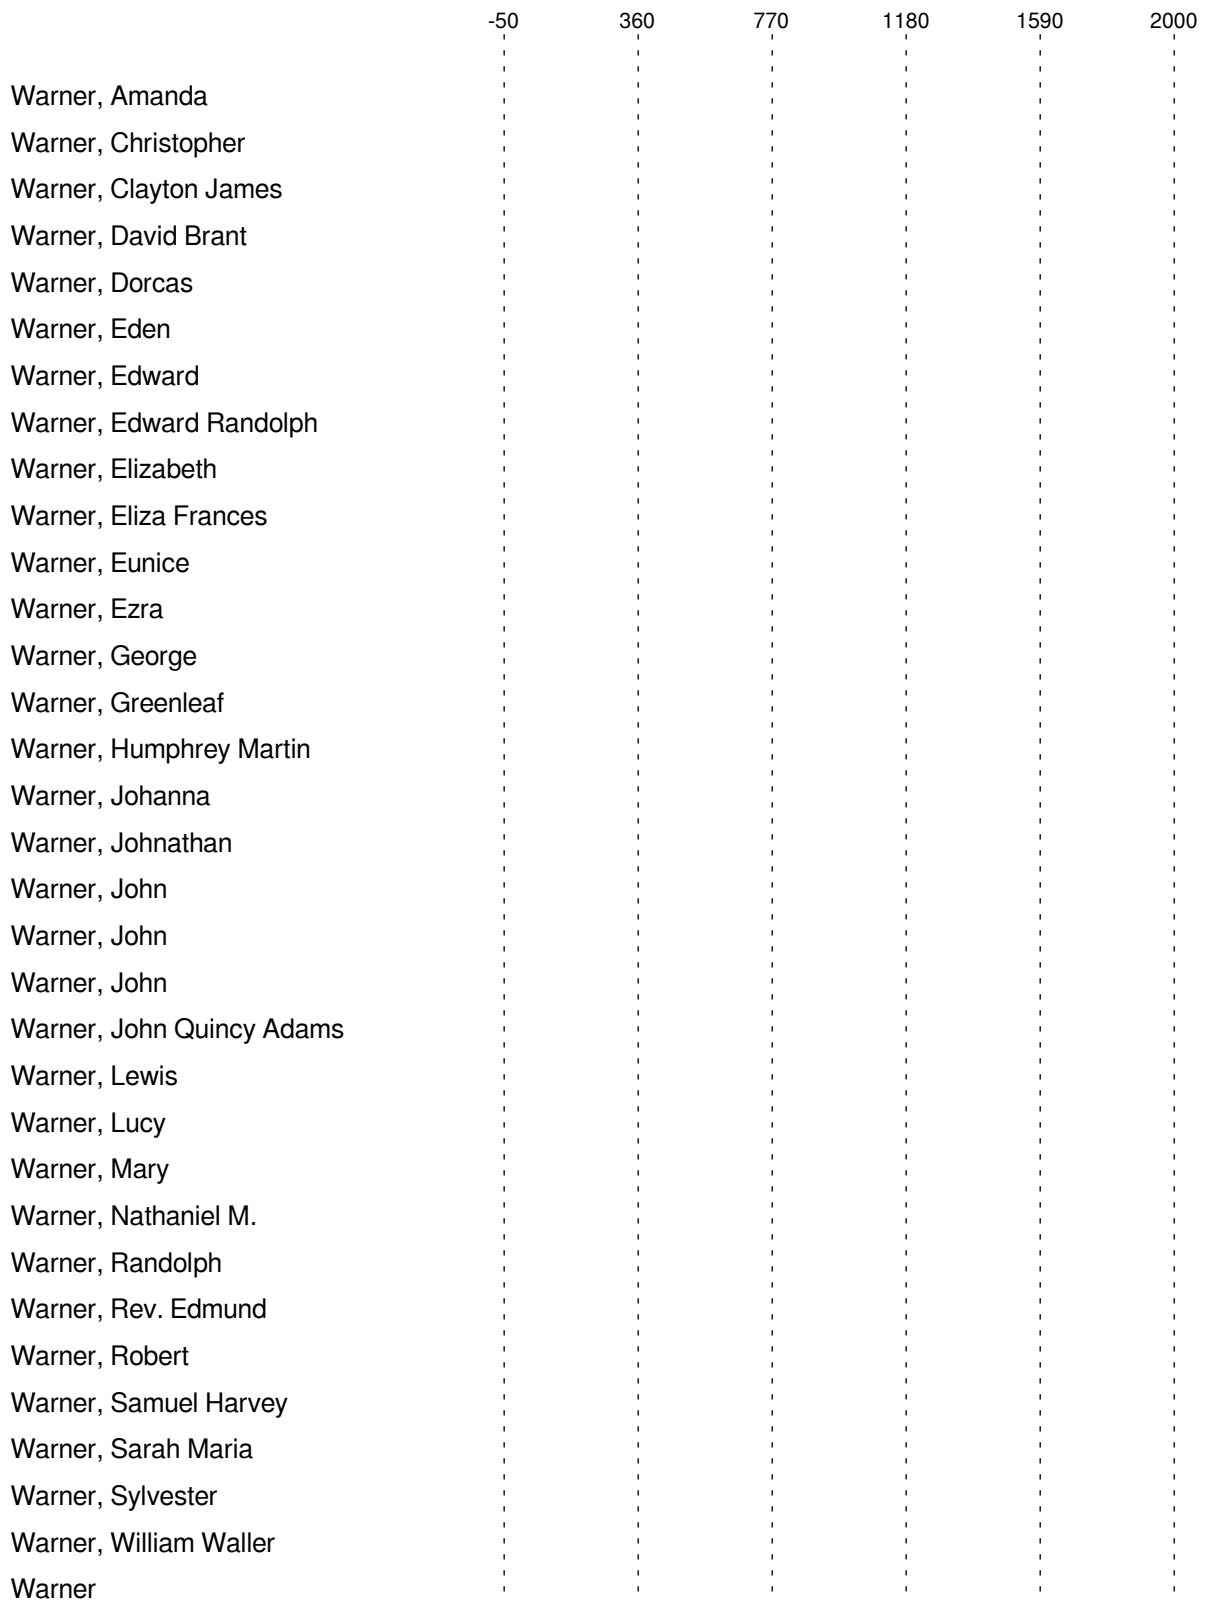 -50 360 770 1180 1590 2000
Warner, Amanda
Warner, Christopher
Warner, Clayton James
Warner, David Brant
Warner, Dorcas
Warner, Eden
Warner, Edward
Warner, Edward Randolph
Warner, Elizabeth
Warner, Eliza Frances
Warner, Eunice
Warner, Ezra
Warner, George
Warner, Greenleaf
Warner, Humphrey Martin
Warner, Johanna
Warner, Johnathan
Warner, John
Warner, John
Warner, John
Warner, John Quincy Adams
Warner, Lewis
Warner, Lucy
Warner, Mary
Warner, Nathaniel M.
Warner, Randolph
Warner, Rev. Edmund
Warner, Robert
Warner, Samuel Harvey
Warner, Sarah Maria
Warner, Sylvester
Warner, William Waller
Warner